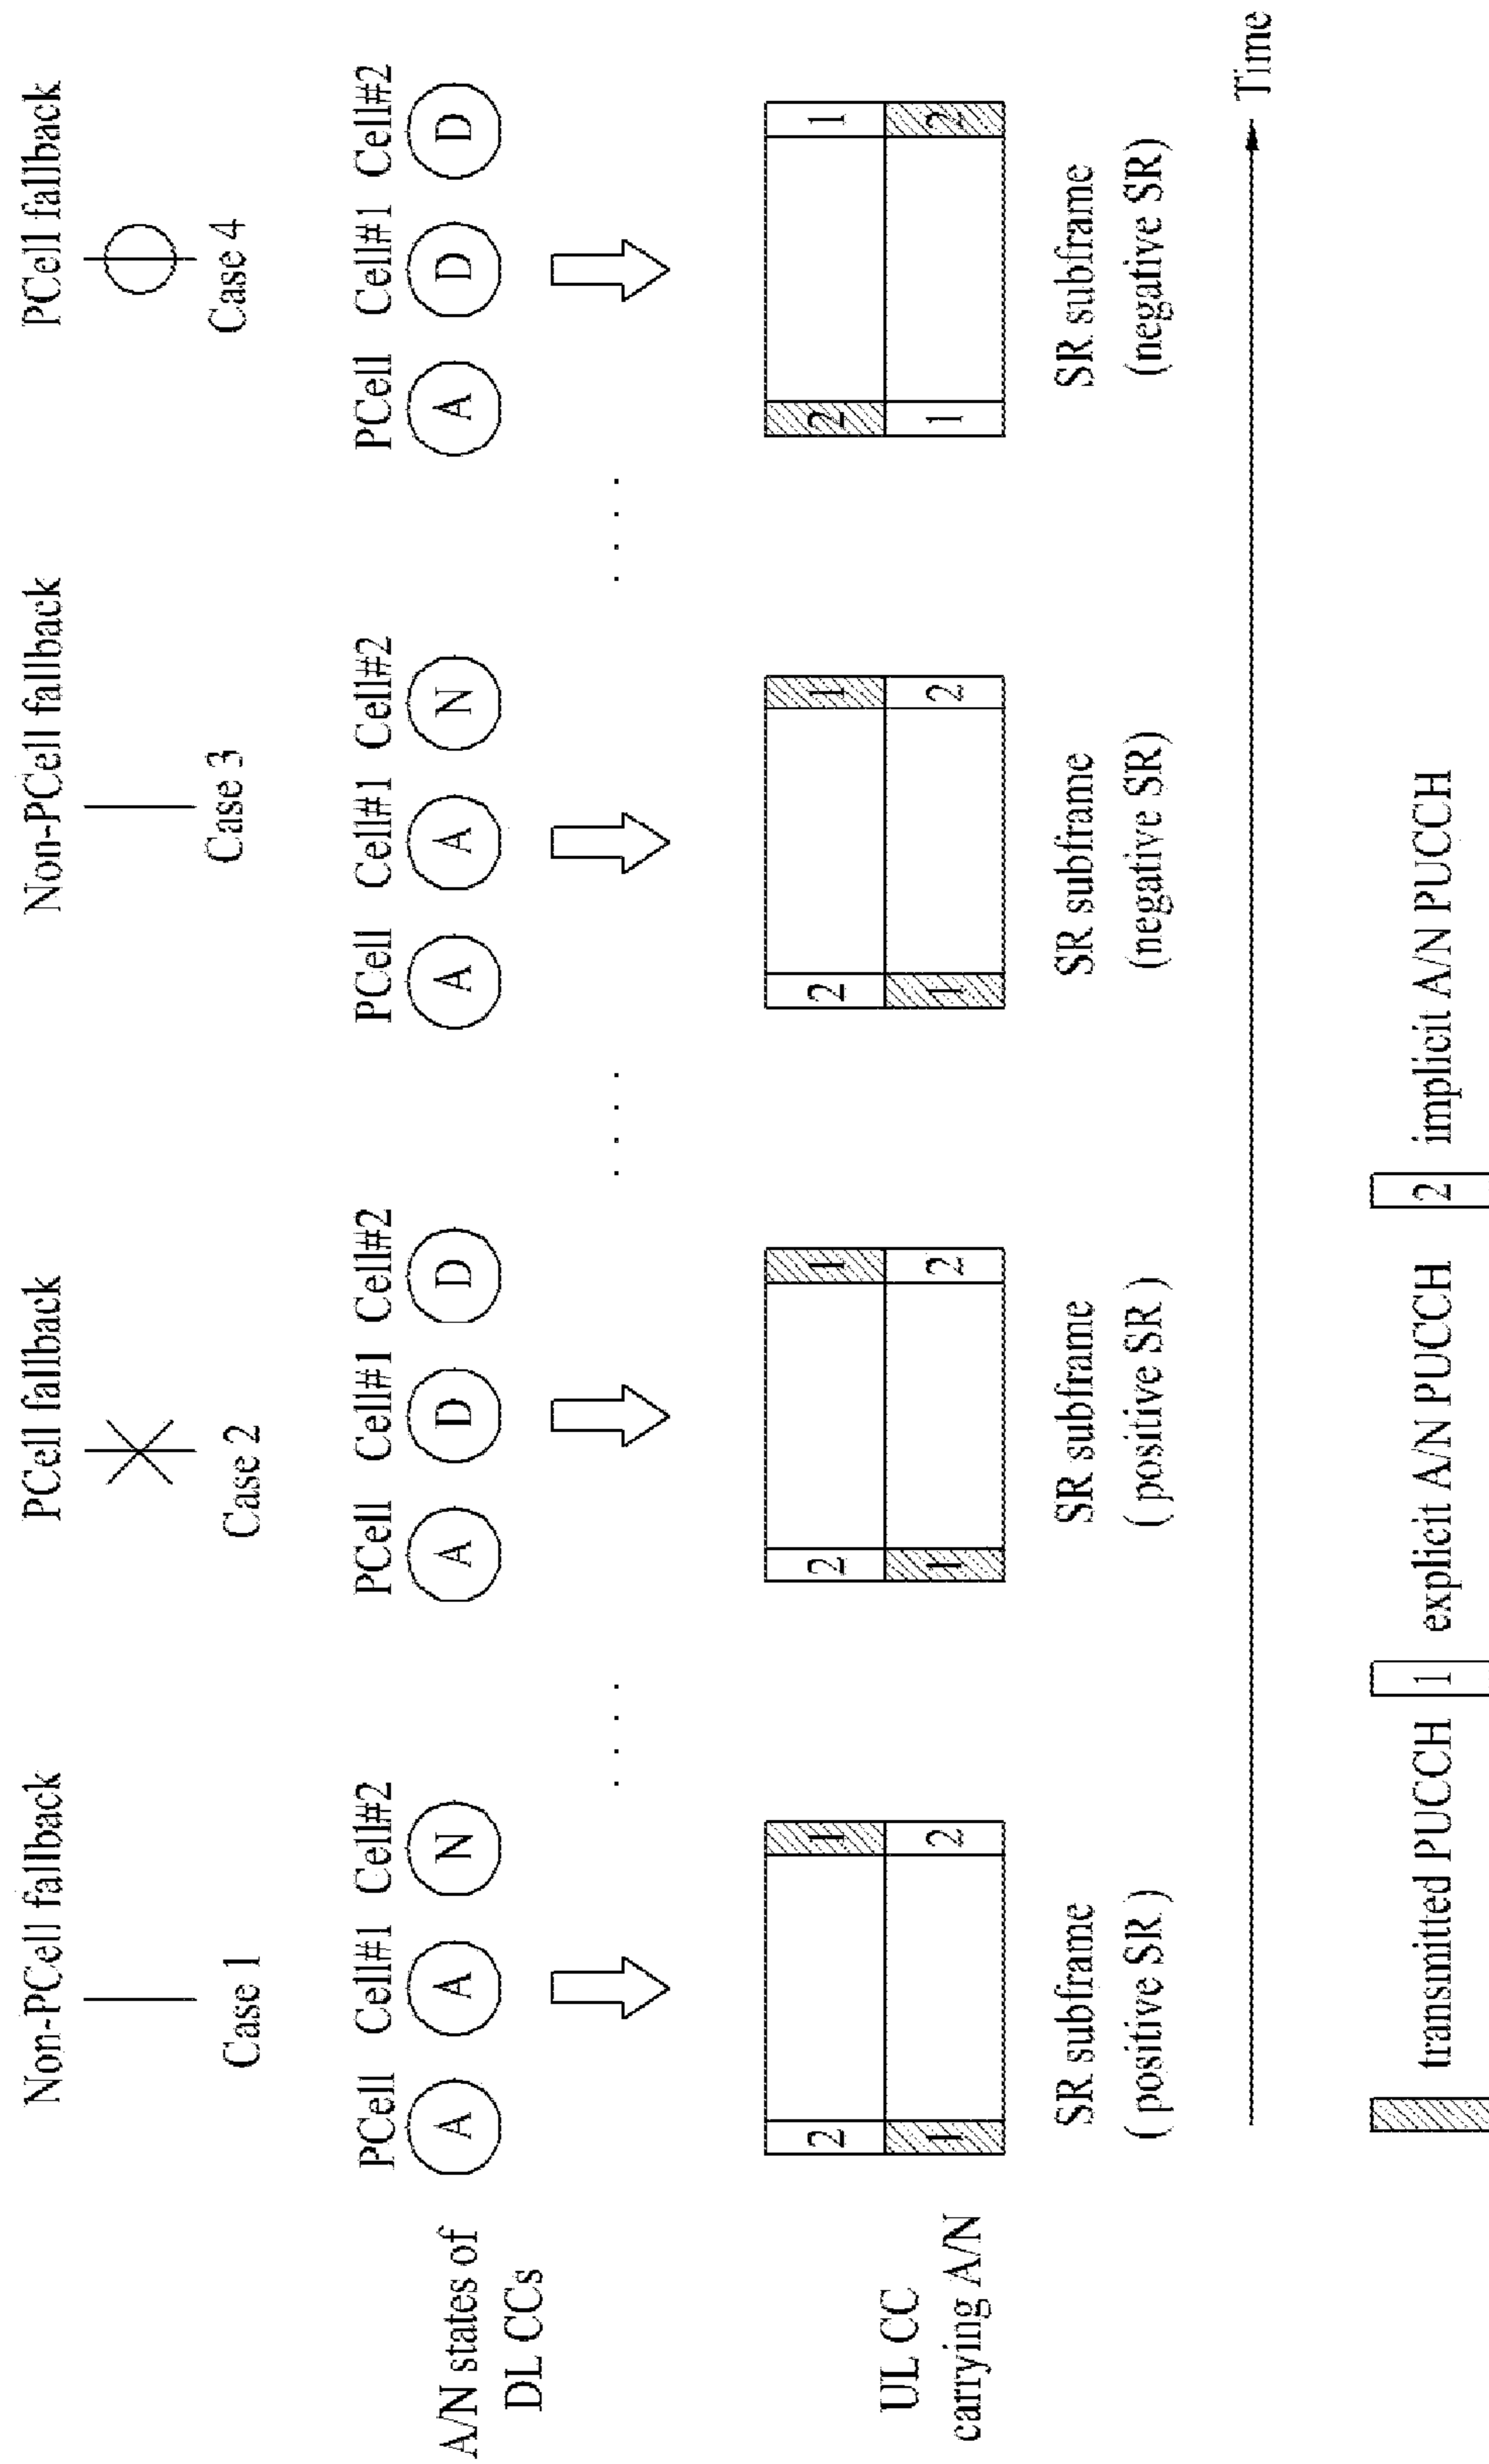 Non-PCell fallback
PCell fallback
Non-PCell fallback
PCell fallback
Case 1
Case 2
Case 3
Case 4
A/N states of
DL CCs
PCell Cell#1 Cell#2
A A N
PCell Cell#1 Cell#2
A D D
PCell Cell#1 Cell#2
A A N
PCell Cell#1 Cell#2
A D D
. . . .
. . . .
. . . .
UL CC
carrying A/N
2 1
1 2
2 1
1 2
2 1
1 2
2 1
1 2
SR subframe
( positive SR )
SR subframe
( positive SR )
SR subframe
(negative SR)
SR subframe
(negative SR)
Time
transmitted PUCCH
1 explicit A/N PUCCH
2 implicit A/N PUCCH